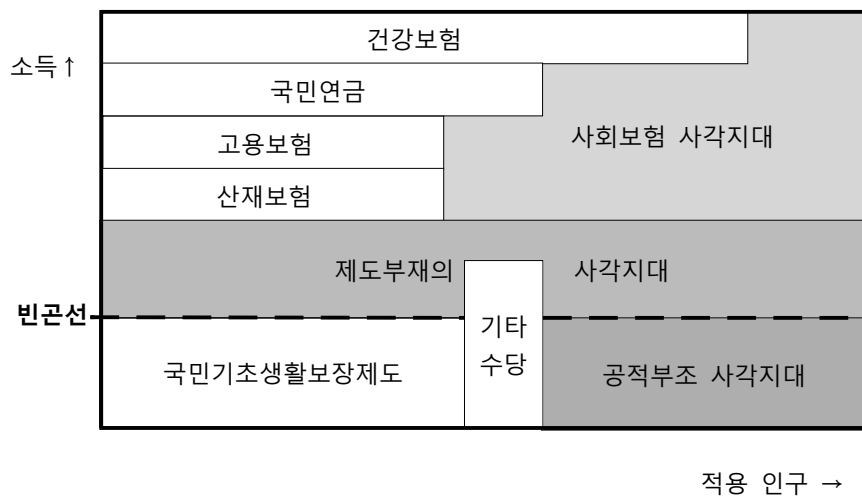 건강보험
소득↑
국민연금
고용보험
사회보험 사각지대
산재보험
제도부재의 사각지대
빈곤선
기타
수당
국민기초생활보장제도
공적부조 사각지대
적용 인구 →